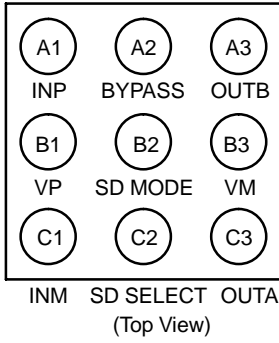 A1 A2 A3
INP BYPASS OUTB
B1 B2 B3
VP SD MODE VM
C1 C2 C3
INM SD SELECT OUTA
(Top View)